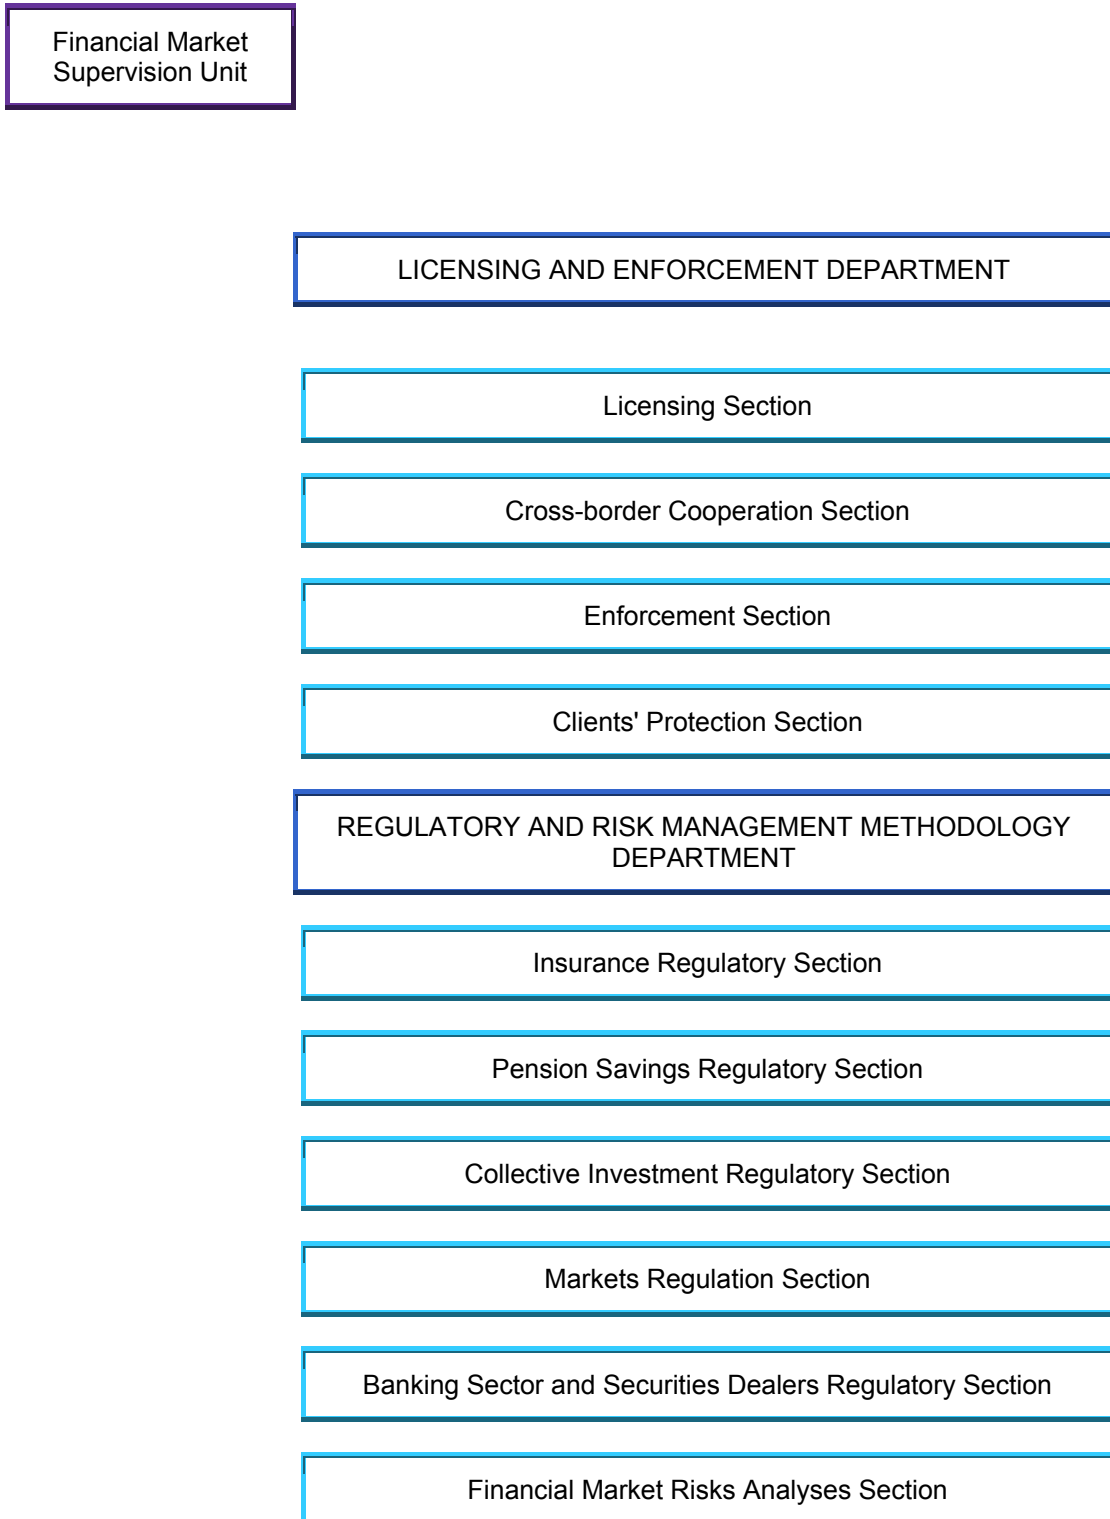 Financial Market
Supervision Unit
LICENSING AND ENFORCEMENT DEPARTMENT
Licensing Section
Cross-border Cooperation Section
Enforcement Section
Clients' Protection Section
REGULATORY AND RISK MANAGEMENT METHODOLOGY
DEPARTMENT
Insurance Regulatory Section
Pension Savings Regulatory Section
Collective Investment Regulatory Section
Markets Regulation Section
Banking Sector and Securities Dealers Regulatory Section
Financial Market Risks Analyses Section